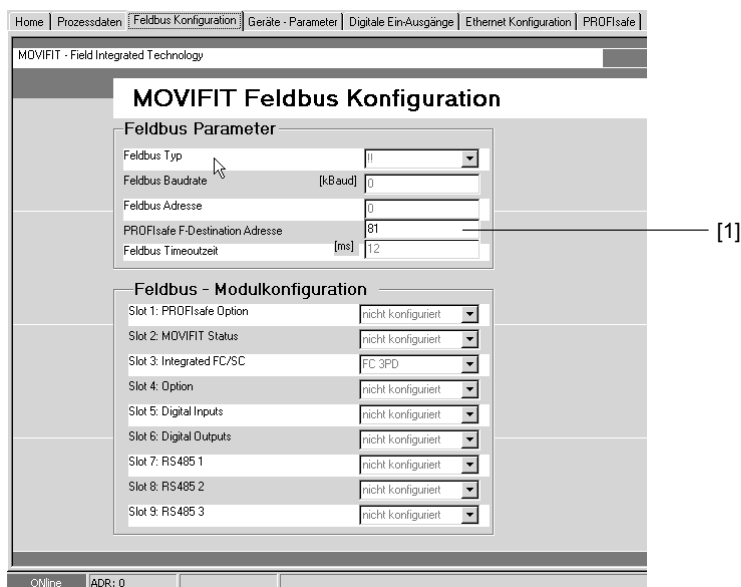 Home Prozessdaten Feldbus Konfiguration Geräte - Parameter Digitale Ein-Ausgänge Ethernet Konfiguration PROFIsafe
MOVIFIT - Field Integrated Technology
MOVIFIT Feldbus Konfiguration
Feldbus Parameter
Feldbus Typ !!
Feldbus Baudrate [kBaud] 0
Feldbus Adresse 0
PROFIsafe F-Destination Adresse 81 [1]
Feldbus Timeoutzeit [ms] 12
Feldbus - Modulkonfiguration
Slot 1: PROFIsafe Option nicht konfiguriert
Slot 2: MOVIFIT Status nicht konfiguriert
Slot 3: Integrated FC/SC FC 3PD
Slot 4: Option nicht konfiguriert
Slot 5: Digital Inputs nicht konfiguriert
Slot 6: Digital Outputs nicht konfiguriert
Slot 7: RS485 1 nicht konfiguriert
Slot 8: RS485 2 nicht konfiguriert
Slot 9: RS485 3 nicht konfiguriert
ONline ADR: 0